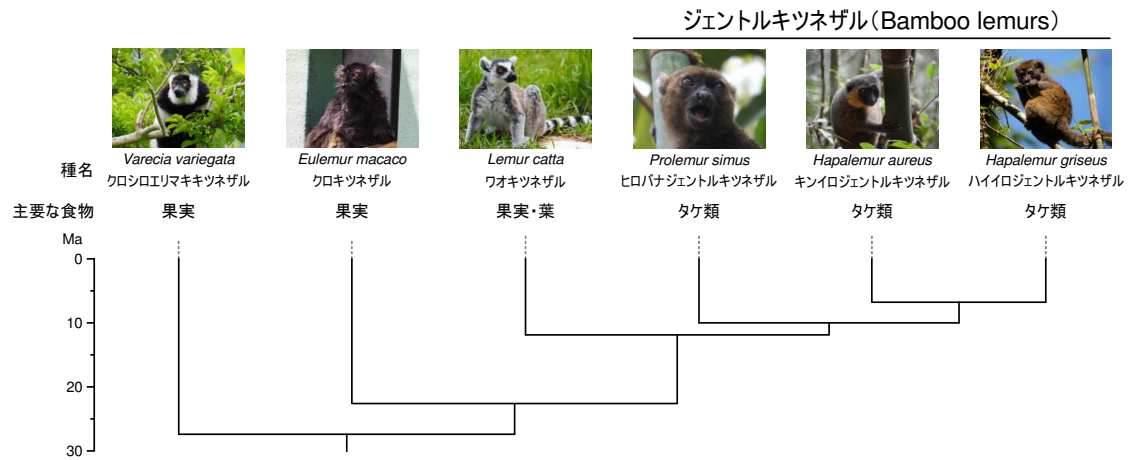 ジェントルキツネザル(Bamboo lemurs)
種名
Varecia variegata
クロシロエリマキキツネザル
Eulemur macaco
クロキツネザル
Lemur catta
ワオキツネザル
Prolemur simus
ヒロバナジェントルキツネザル
Hapalemur aureus
キンイロジェントルキツネザル
Hapalemur griseus
ハイイロジェントルキツネザル
主要な食物 果実 果実 果実・葉 タケ類 タケ類 タケ類
Ma
0
10
20
30